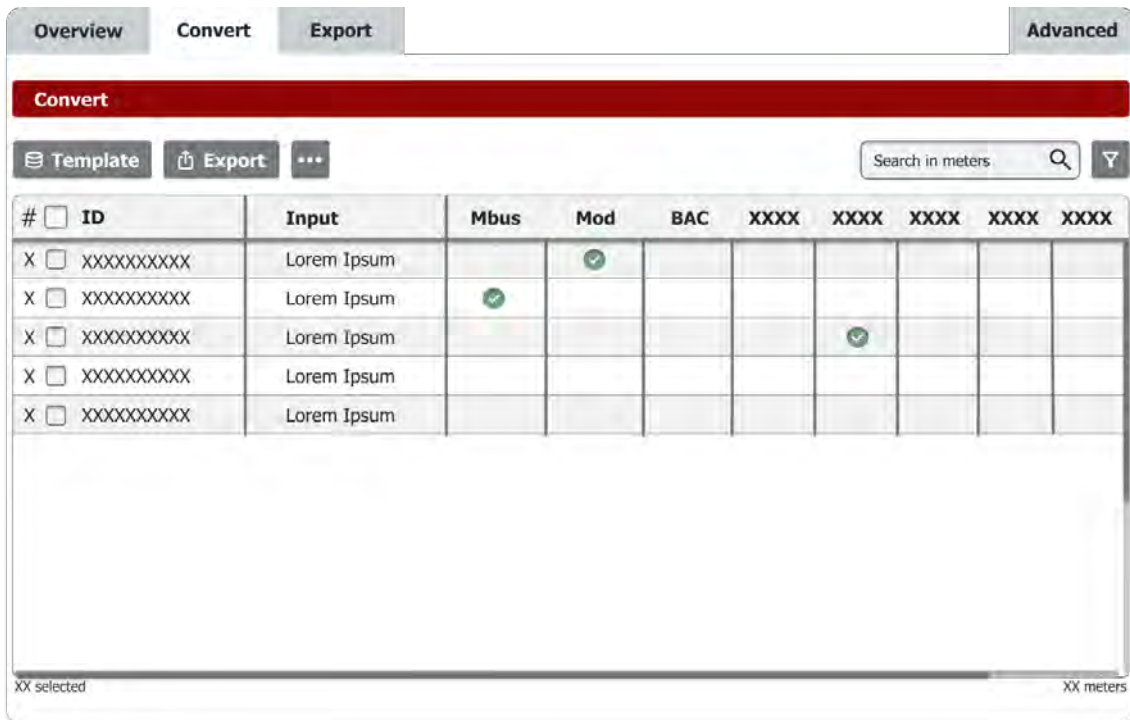 Overview Convert Export Advanced
Convert
Template Export ••• Search in meters
# ID Input Mbus Mod BAC XXXX XXXX XXXX XXXX XXXX
X XXXXXXXXXX Lorem Ipsum
X XXXXXXXXXX Lorem Ipsum
X XXXXXXXXXX Lorem Ipsum
X XXXXXXXXXX Lorem Ipsum
X XXXXXXXXXX Lorem Ipsum
XX selected XX meters